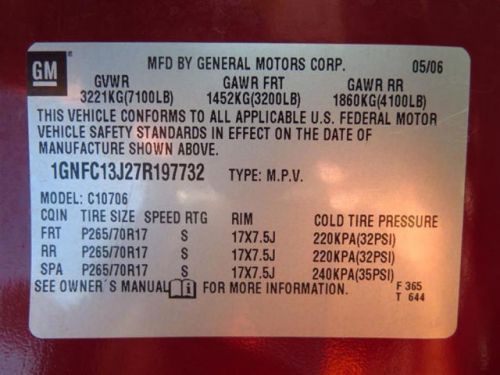 GM MFD BY GENERAL MOTORS CORP. 05/06
GVWR GAWR FRT GAWR RR
3221KG(7100LB) 1452KG(3200LB) 1860KG(4100LB)
THIS VEHICLE CONFORMS TO ALL APPLICABLE U.S. FEDERAL MOTOR
VEHICLE SAFETY STANDARDS IN EFFECT ON THE DATE OF
MANUFACTURE SHOWN ABOVE.
1GNFC13J27R197732 TYPE: M.P.V.
MODEL: C10706
CQIN TIRE SIZE SPEED RTG RIM COLD TIRE PRESSURE
FRT P265/70R17 S 17X7.5J 220KPA(32PSI)
RR P265/70R17 S 17X7.5J 220KPA(32PSI)
SPA P265/70R17 S 17X7.5J 240KPA(35PSI)
SEE OWNER'S MANUAL FOR MORE INFORMATION. F 365
T 644